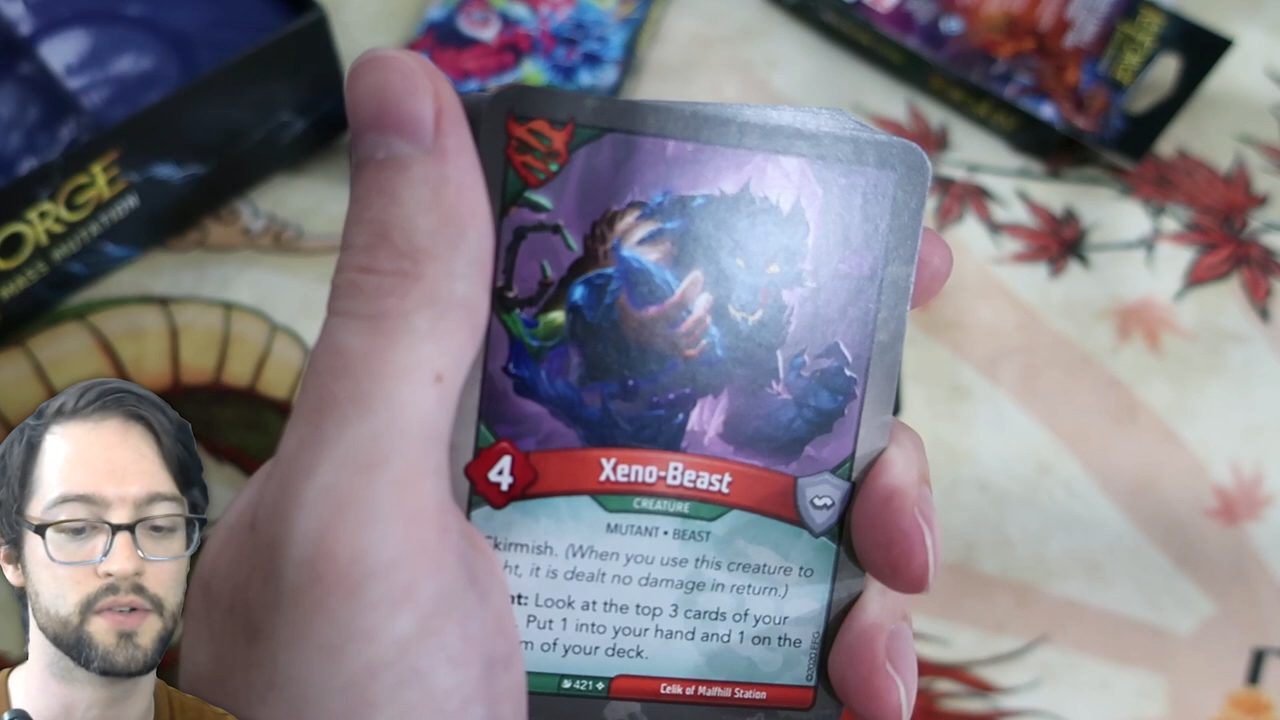 ORGE
MASS MUTATION
4
Xeno-Beast
CREATURE
MUTANT • BEAST
kirmish. (When you use this creature to
ht, it is dealt no damage in return.)
nt: Look at the top 3 cards of your
. Put 1 into your hand and 1 on the
m of your deck.
421
Celik of Malfhill Station
©2020 FFG